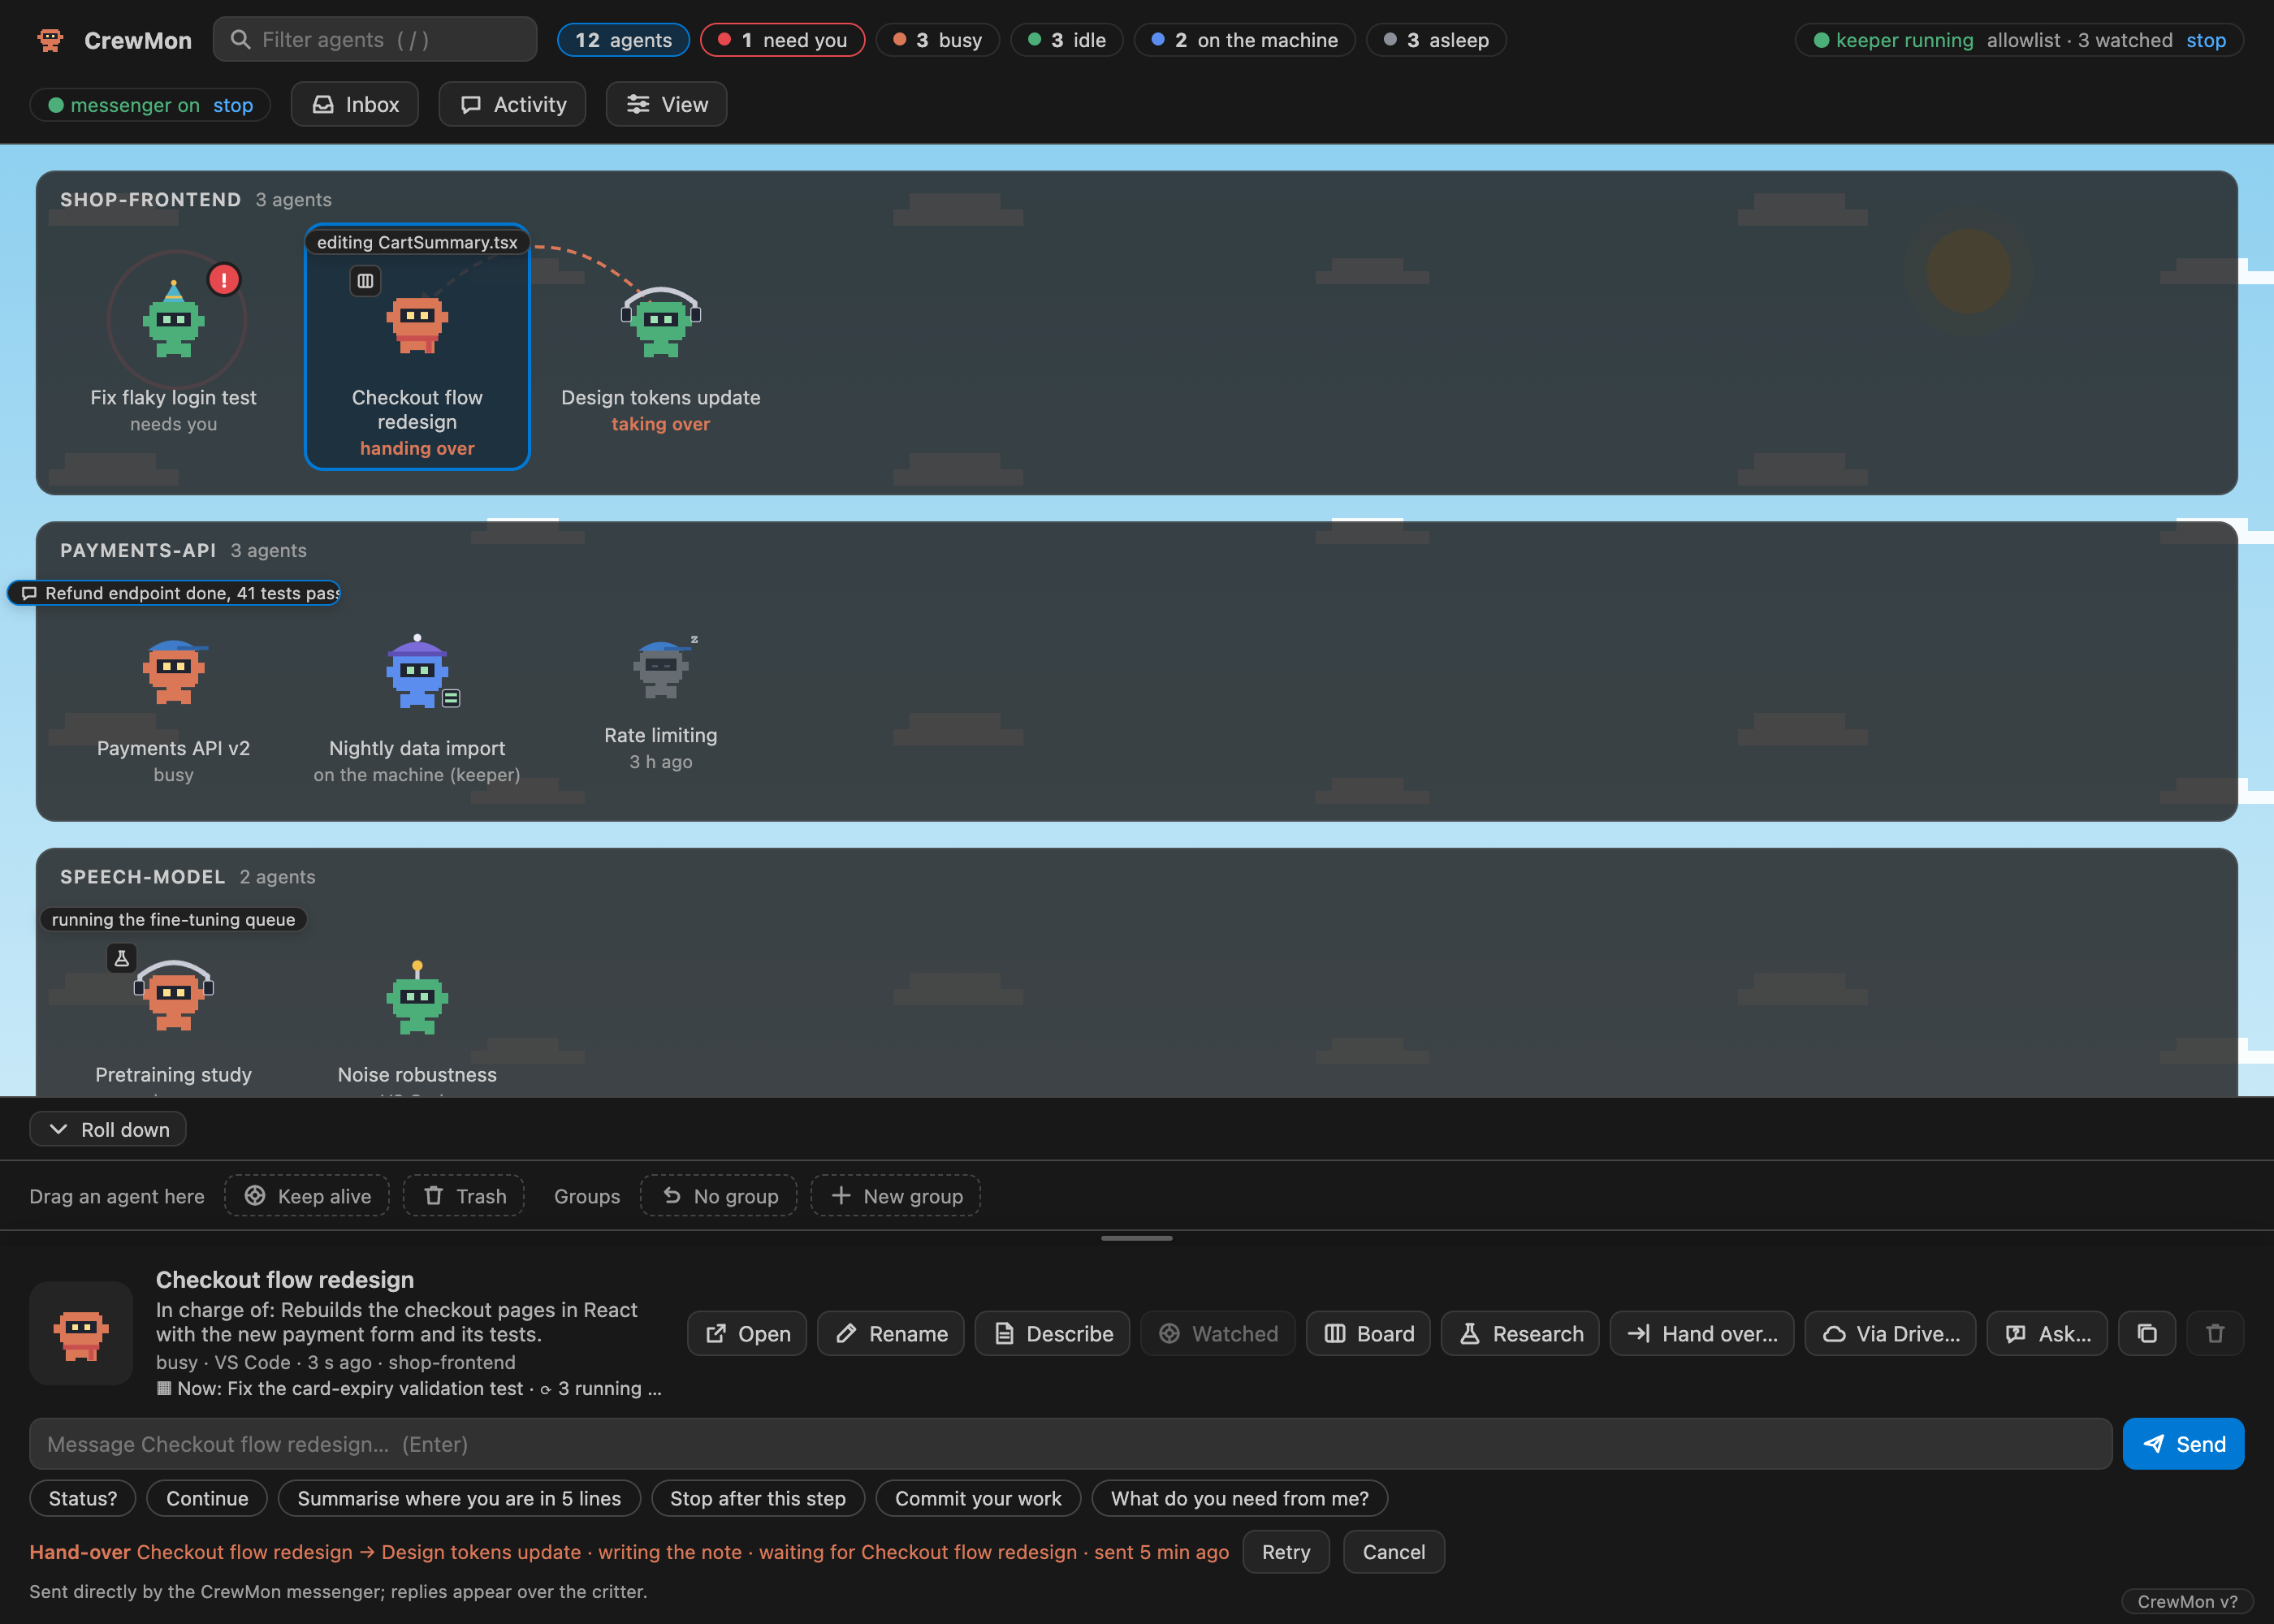 CrewMon
Filter agents ( / )
12 agents
1 need you
3 busy
3 idle
2 on the machine
3 asleep
keeper running allowlist · 3 watched stop
messenger on stop
Inbox
Activity
View
SHOP-FRONTEND 3 agents
editing CartSummary.tsx
Fix flaky login test
needs you
Checkout flow
redesign
handing over
Design tokens update
taking over
PAYMENTS-API 3 agents
Refund endpoint done, 41 tests pass
z
Payments API v2
busy
Nightly data import
on the machine (keeper)
Rate limiting
3 h ago
SPEECH-MODEL 2 agents
running the fine-tuning queue
Pretraining study
Noise robustness
Roll down
Drag an agent here
Keep alive
Trash
Groups
No group
New group
Checkout flow redesign
In charge of: Rebuilds the checkout pages in React
with the new payment form and its tests.
busy · VS Code · 3 s ago · shop-frontend
Now: Fix the card-expiry validation test · ⟳ 3 running ...
Open
Rename
Describe
Watched
Board
Research
Hand over...
Via Drive...
Ask...
Message Checkout flow redesign... (Enter)
Send
Status?
Continue
Summarise where you are in 5 lines
Stop after this step
Commit your work
What do you need from me?
Hand-over Checkout flow redesign → Design tokens update · writing the note · waiting for Checkout flow redesign · sent 5 min ago
Retry
Cancel
Sent directly by the CrewMon messenger; replies appear over the critter.
CrewMon v?